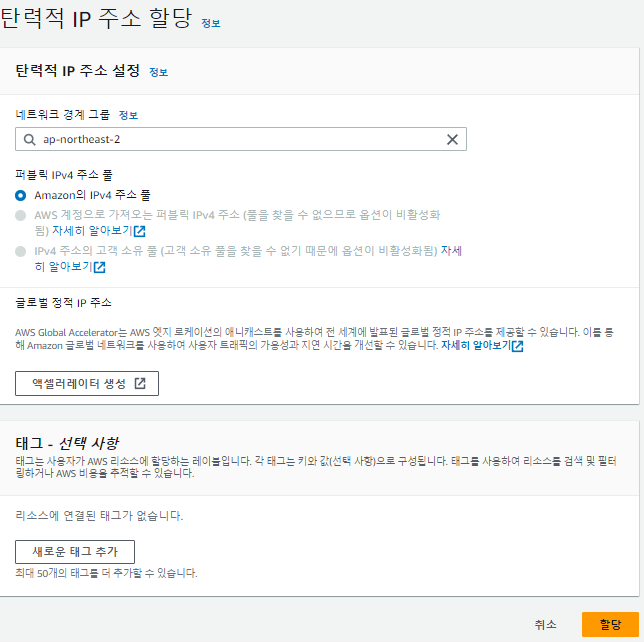 탄력적 IP 주소 할당 정보
탄력적 IP 주소 설정 정보
네트워크 경계 그룹 정보
ap-northeast-2
퍼블릭 IPv4 주소 풀
Amazon의 IPv4 주소 풀
AWS 계정으로 가져오는 퍼블릭 IPv4 주소 (풀을 찾을 수 없으므로 옵션이 비활성화
됨) 자세히 알아보기
IPv4 주소의 고객 소유 풀 (고객 소유 풀을 찾을 수 없기 때문에 옵션이 비활성화됨) 자세
히 알아보기
글로벌 정적 IP 주소
AWS Global Accelerator는 AWS 엣지 로케이션의 애니캐스트를 사용하여 전 세계에 발표된 글로벌 정적 IP 주소를 제공할 수 있습니다. 이를 통
해 Amazon 글로벌 네트워크를 사용하여 사용자 트래픽의 가용성과 지연 시간을 개선할 수 있습니다. 자세히 알아보기
액셀러레이터 생성
태그 - 선택 사항
태그는 사용자가 AWS 리소스에 할당하는 레이블입니다. 각 태그는 키와 값(선택 사항)으로 구성됩니다. 태그를 사용하여 리소스를 검색 및 필터
링하거나 AWS 비용을 추적할 수 있습니다.
리소스에 연결된 태그가 없습니다.
새로운 태그 추가
최대 50개의 태그를 더 추가할 수 있습니다.
취소 할당